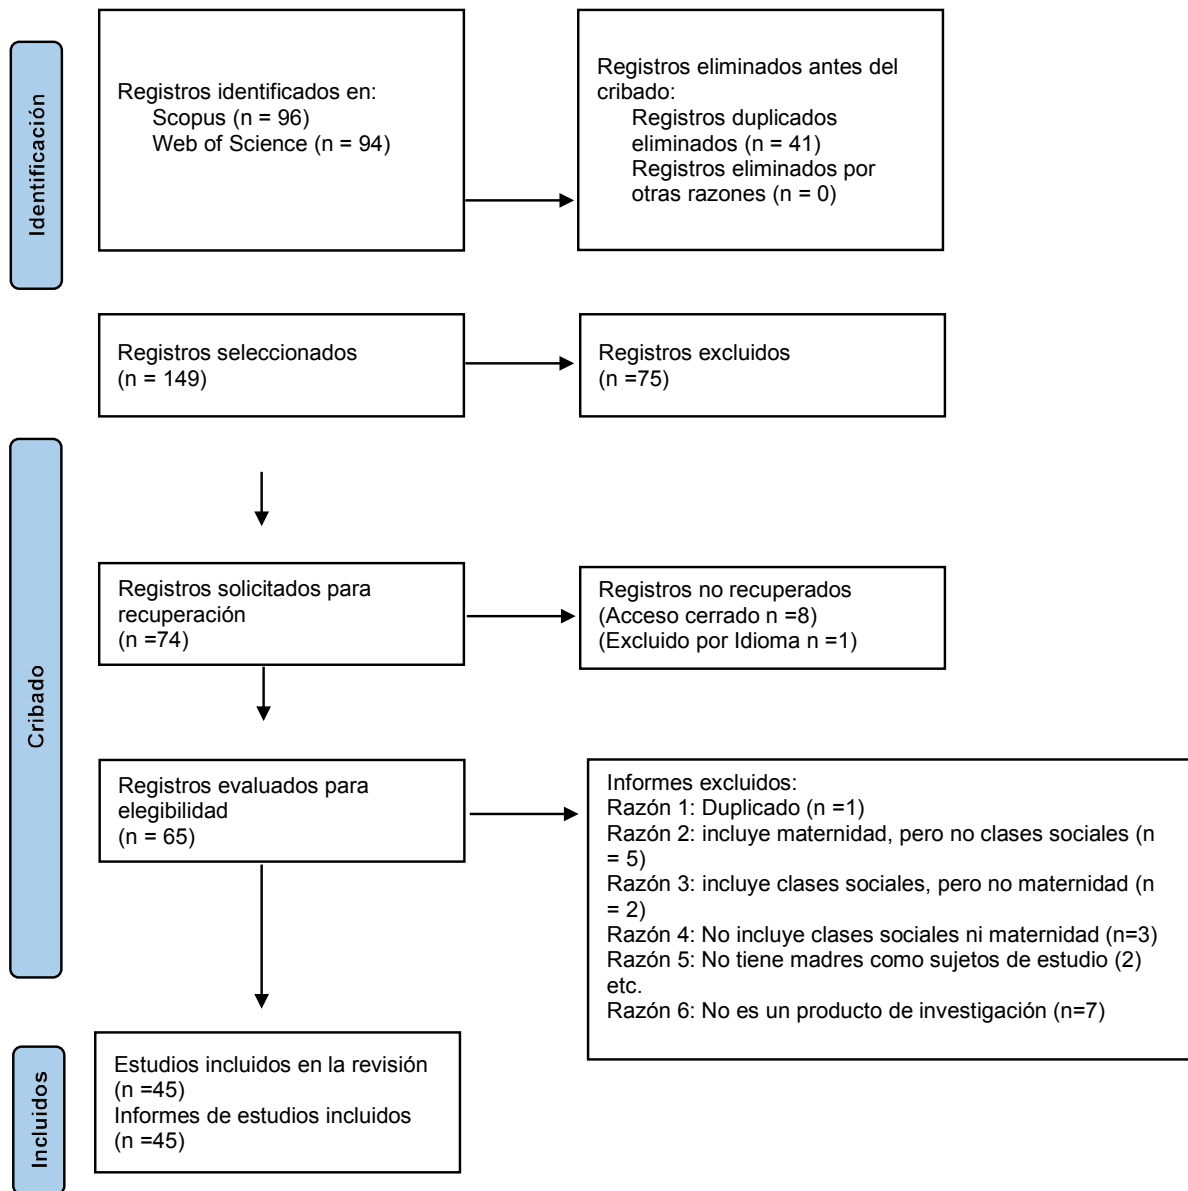 Identificación
Registros identificados en:
Scopus (n = 96)
Web of Science (n = 94)
Registros eliminados antes del
cribado:
Registros duplicados
eliminados (n = 41)
Registros eliminados por
otras razones (n = 0)
Registros seleccionados
(n = 149)
Registros excluidos
(n =75)
Cribado
Registros solicitados para
recuperación
(n =74)
Registros no recuperados
(Acceso cerrado n =8)
(Excluido por Idioma n =1)
Registros evaluados para
elegibilidad
(n = 65)
Informes excluidos:
Razón 1: Duplicado (n =1)
Razón 2: incluye maternidad, pero no clases sociales (n
= 5)
Razón 3: incluye clases sociales, pero no maternidad (n
= 2)
Razón 4: No incluye clases sociales ni maternidad (n=3)
Razón 5: No tiene madres como sujetos de estudio (2)
etc.
Razón 6: No es un producto de investigación (n=7)
Incluidos
Estudios incluidos en la revisión
(n =45)
Informes de estudios incluidos
(n =45)